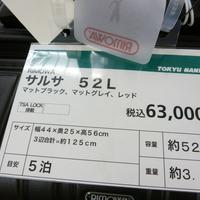 RIMOWA
TOKYU HAN
RIMOWA
サルサ 52L
マットブラック、マットグレイ、レッド
TSA LOCK
搭載
税込63,000
サイズ
幅44×奥25×高56cm
3辺合計=約125cm
容量
約52
目安
5泊
重量
約3.